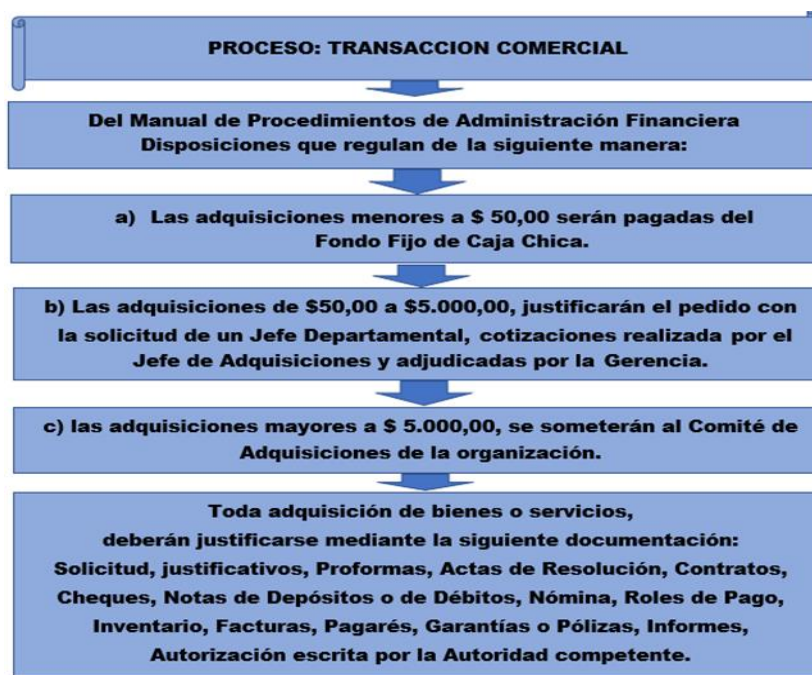 PROCESO: TRANSACCION COMERCIAL
Del Manual de Procedimientos de Administración Financiera
Disposiciones que regulan de la siguiente manera:
a) Las adquisiciones menores a $ 50,00 serán pagadas del
Fondo Fijo de Caja Chica.
b) Las adquisiciones de $50,00 a $5.000,00, justificarán el pedido con
la solicitud de un Jefe Departamental, cotizaciones realizada por el
Jefe de Adquisiciones y adjudicadas por la Gerencia.
c) las adquisiciones mayores a $ 5.000,00, se someterán al Comité de
Adquisiciones de la organización.
Toda adquisición de bienes o servicios,
deberán justificarse mediante la siguiente documentación:
Solicitud, justificativos, Proformas, Actas de Resolución, Contratos,
Cheques, Notas de Depósitos o de Débitos, Nómina, Roles de Pago,
Inventario, Facturas, Pagarés, Garantías o Pólizas, Informes,
Autorización escrita por la Autoridad competente.